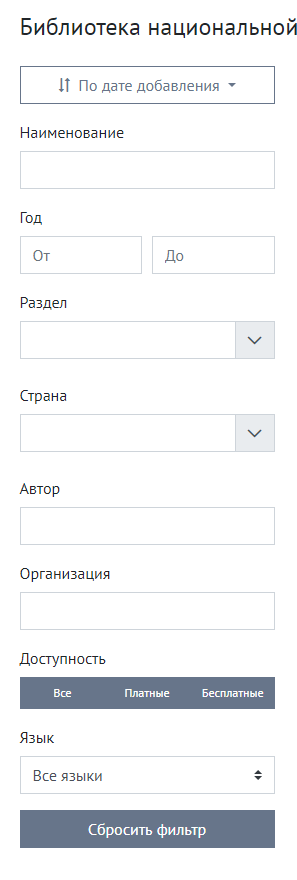 Библиотека национальной
По дате добавления
Наименование
Год
От До
Раздел
Страна
Автор
Организация
Доступность
Все Платные Бесплатные
Язык
Все языки
Сбросить фильтр